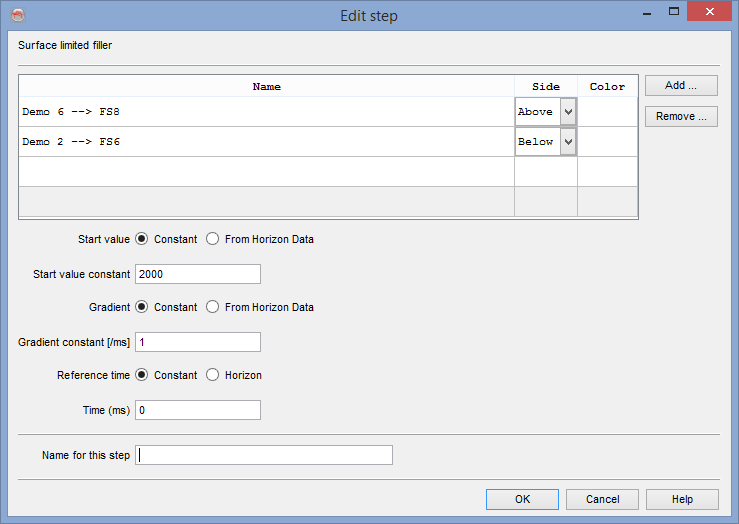 Edit step
Surface limited filler
Name Side Color
Add ...
Demo 6 --> FS8 Above
Remove ...
Demo 2 --> FS6 Below
Start value Constant From Horizon Data
Start value constant 2000
Gradient Constant From Horizon Data
Gradient constant [/ms] 1
Reference time Constant Horizon
Time (ms) 0
Name for this step
OK Cancel Help